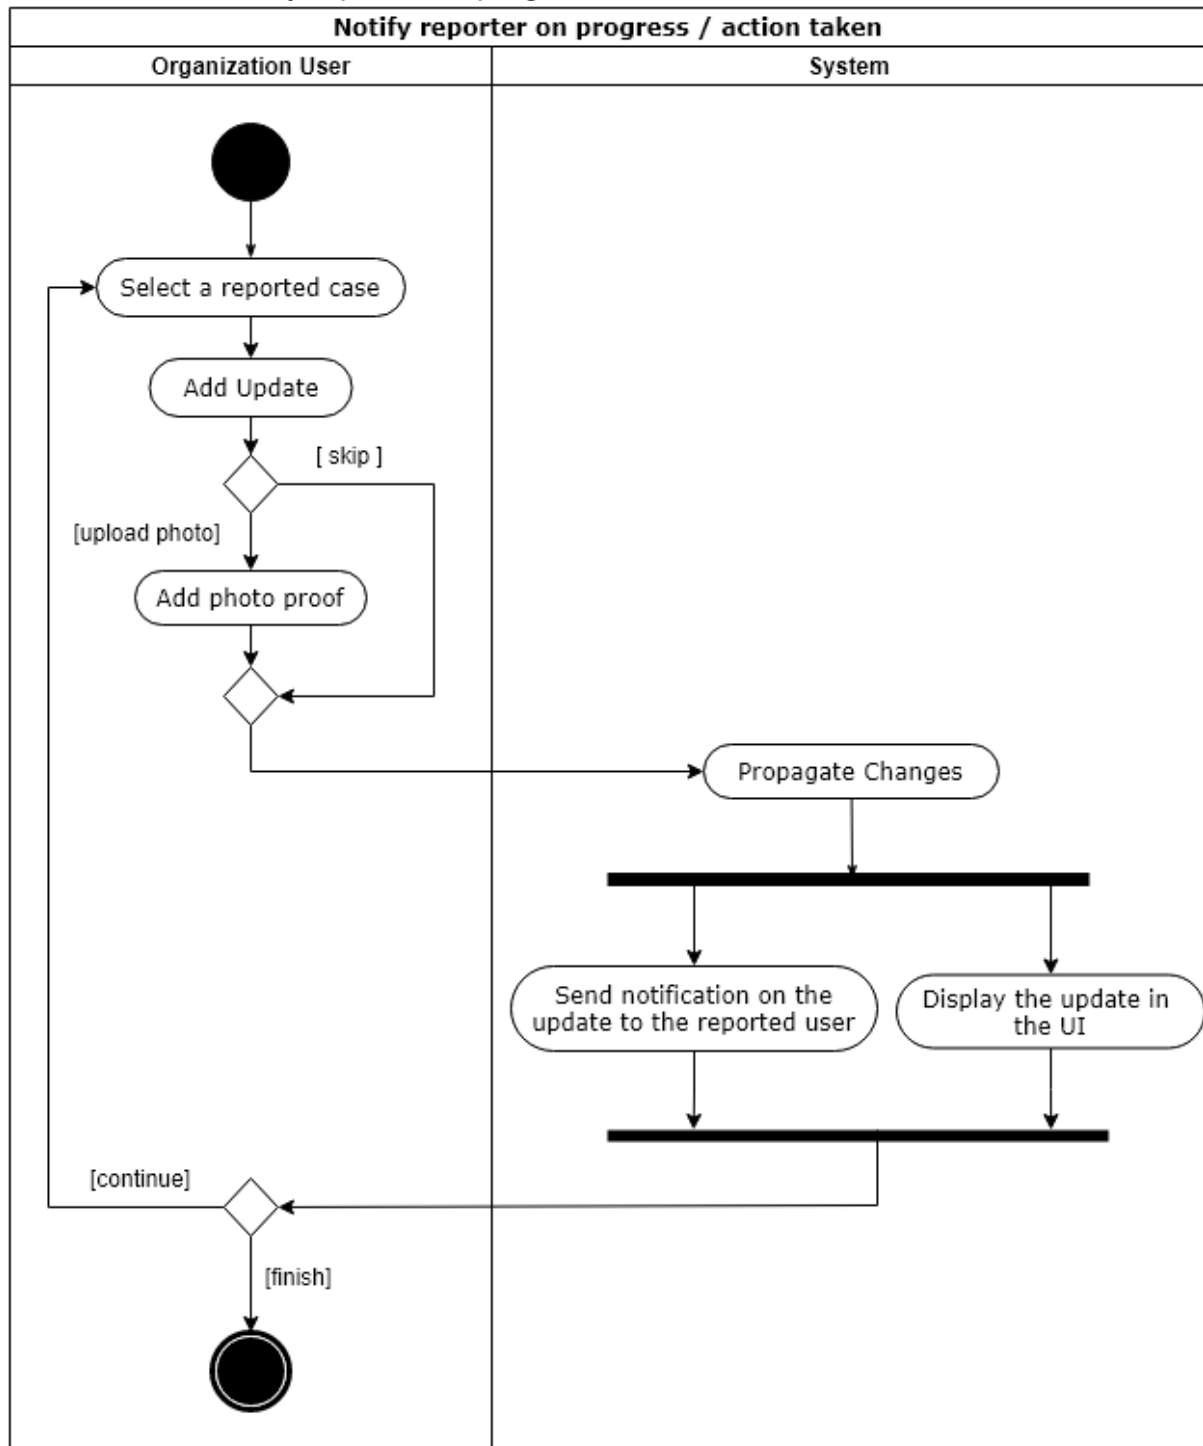 Notify reporter on progress / action taken
Organization User
System
Select a reported case
Add Update
[ skip ]
[upload photo]
Add photo proof
Propagate Changes
Send notification on the
update to the reported user
Display the update in
the UI
[continue]
[finish]